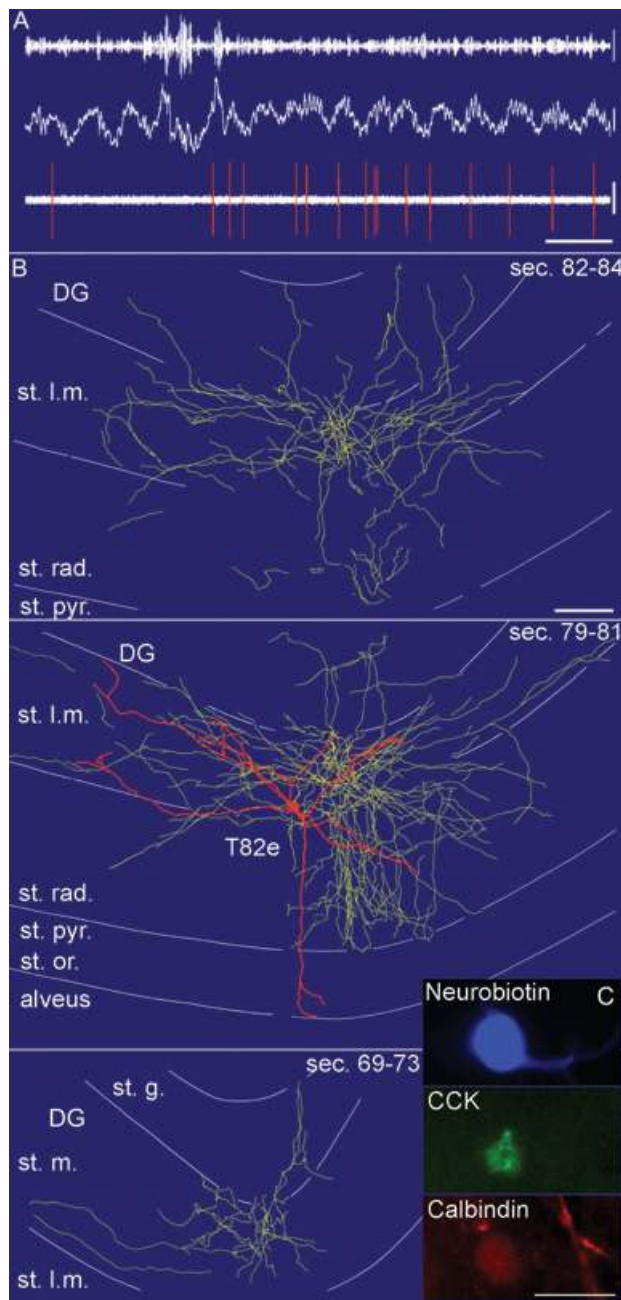 A
B
sec. 82-84
DG
st. l.m.
st. rad.
st. pyr.
sec. 79-81
DG
st. l.m.
T82e
st. rad.
st. pyr.
st. or.
alveus
Neurobiotin
C
CCK
Calbindin
sec. 69-73
st. g.
DG
st. m.
st. l.m.